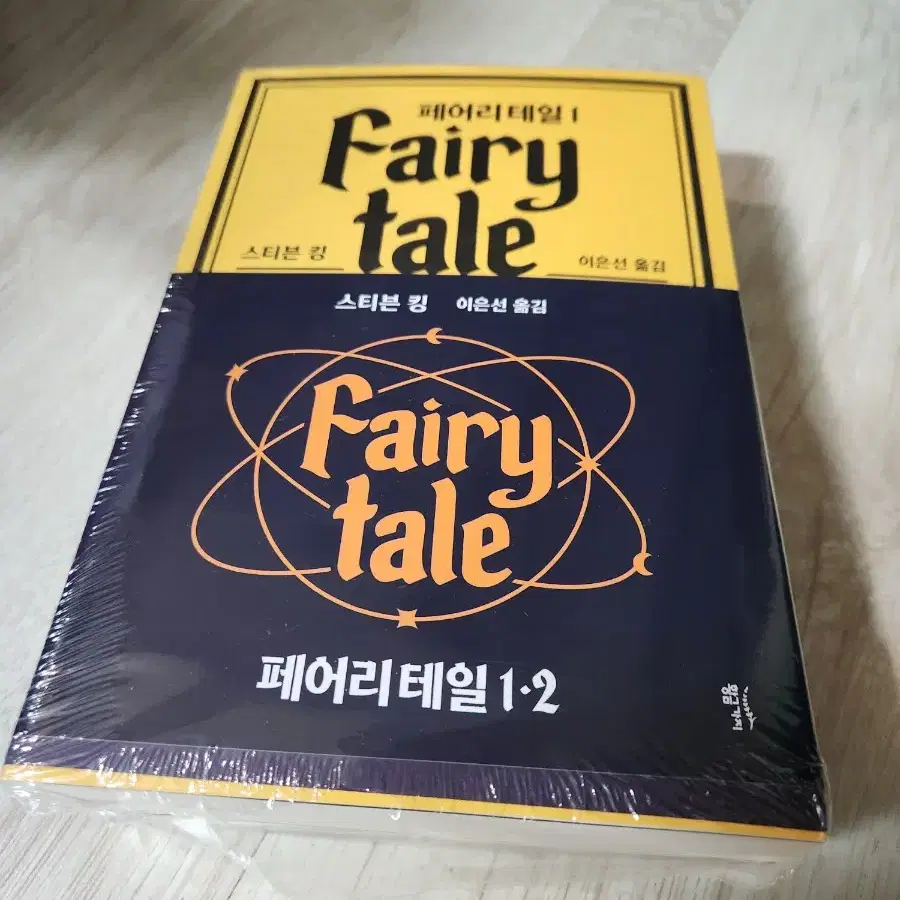 페어리 테일 1
Fairy
tale
스티븐 킹
이은선 옮김
스티븐 킹 이은선 옮김
Fairy
tale
페어리 테일 1·2